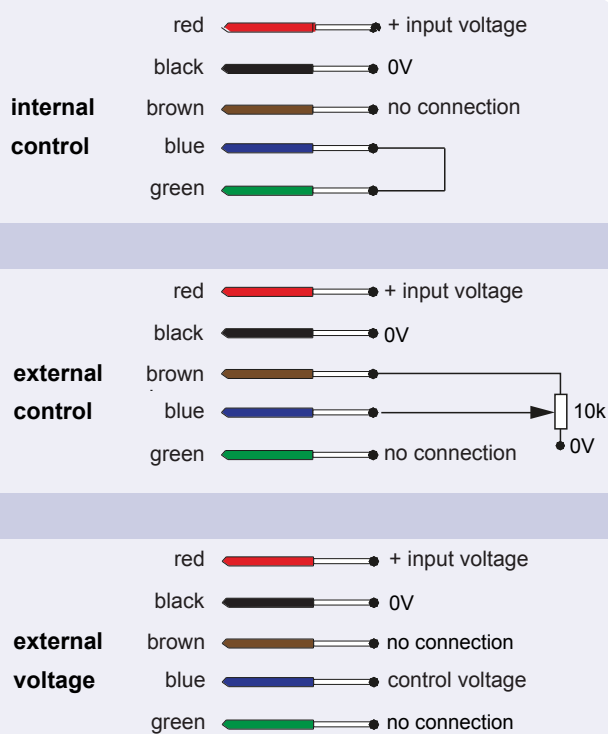 red + input voltage
black 0V
internal brown no connection
control blue
green
red + input voltage
black 0V
external brown
control blue 10k
green no connection 0V
red + input voltage
black 0V
external brown no connection
voltage blue control voltage
green no connection